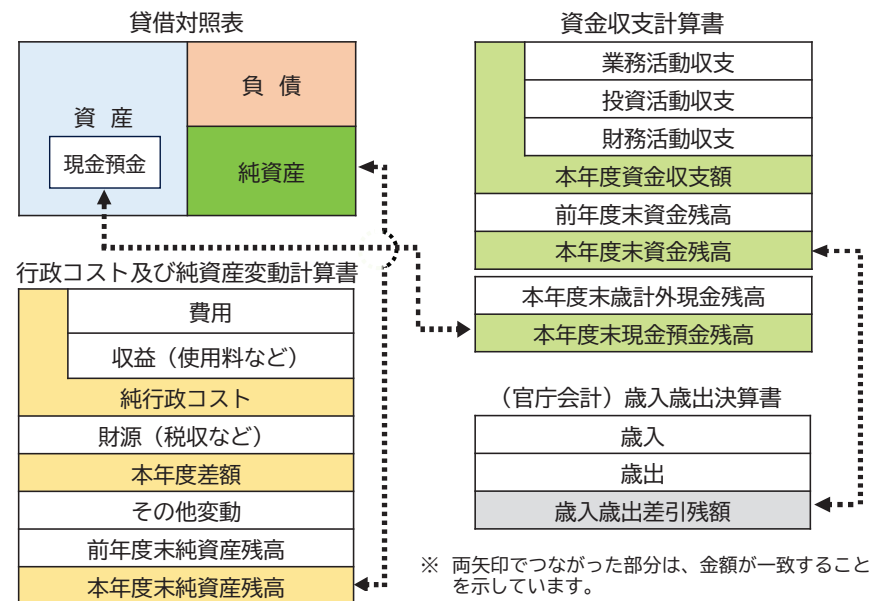 貸借対照表
資産
現金預金
負債
純資産
行政コスト及び純資産変動計算書
費用
収益（使用料など）
純行政コスト
財源（税収など）
本年度差額
その他変動
前年度末純資産残高
本年度末純資産残高
資金収支計算書
業務活動収支
投資活動収支
財務活動収支
本年度資金収支額
前年度末資金残高
本年度末資金残高
本年度末歳計外現金残高
本年度末現金預金残高
（官庁会計）歳入歳出決算書
歳入
歳出
歳入歳出差引残額
※ 両矢印でつながった部分は、金額が一致すること
を示しています。